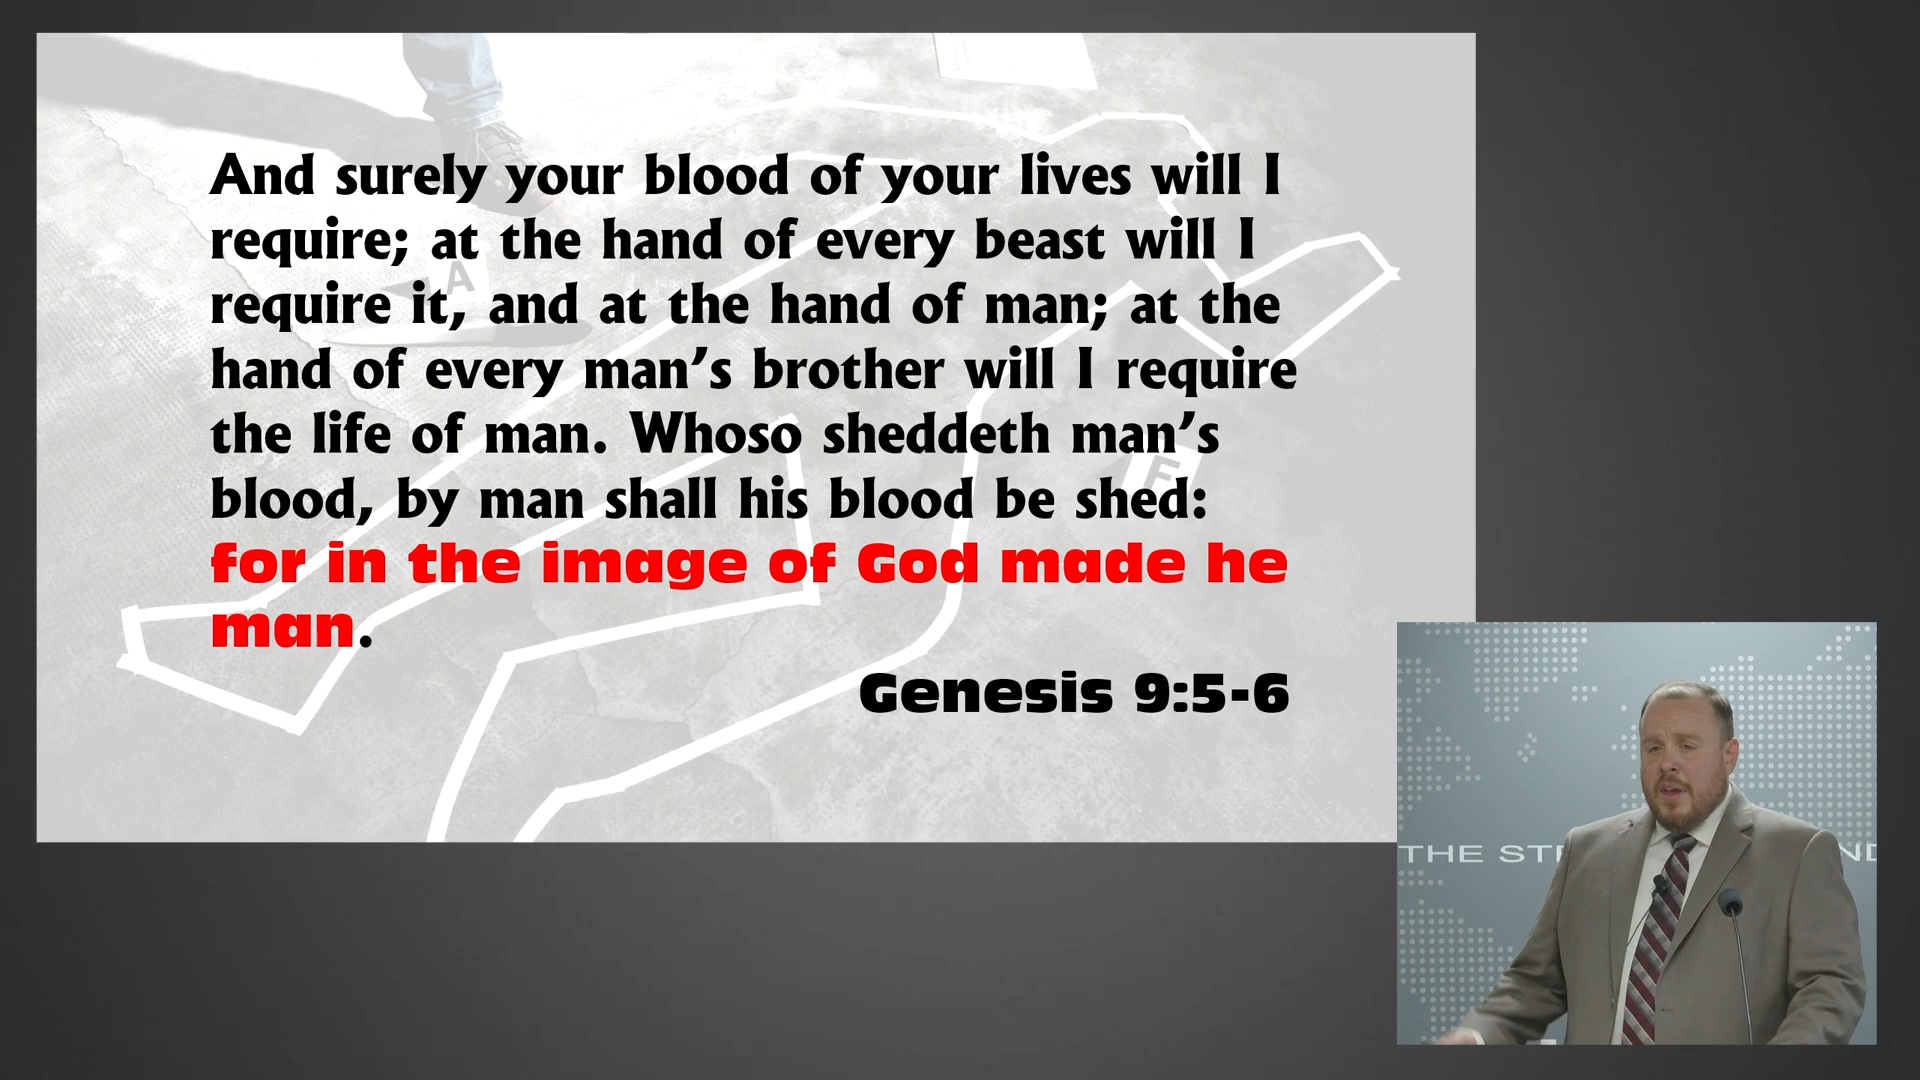 And surely your blood of your lives will I
require; at the hand of every beast will I
require it, and at the hand of man; at the
hand of every man’s brother will I require
the life of man. Whoso sheddeth man’s
blood, by man shall his blood be shed:
for in the image of God made he
man.
Genesis 9:5-6
A
F
THE